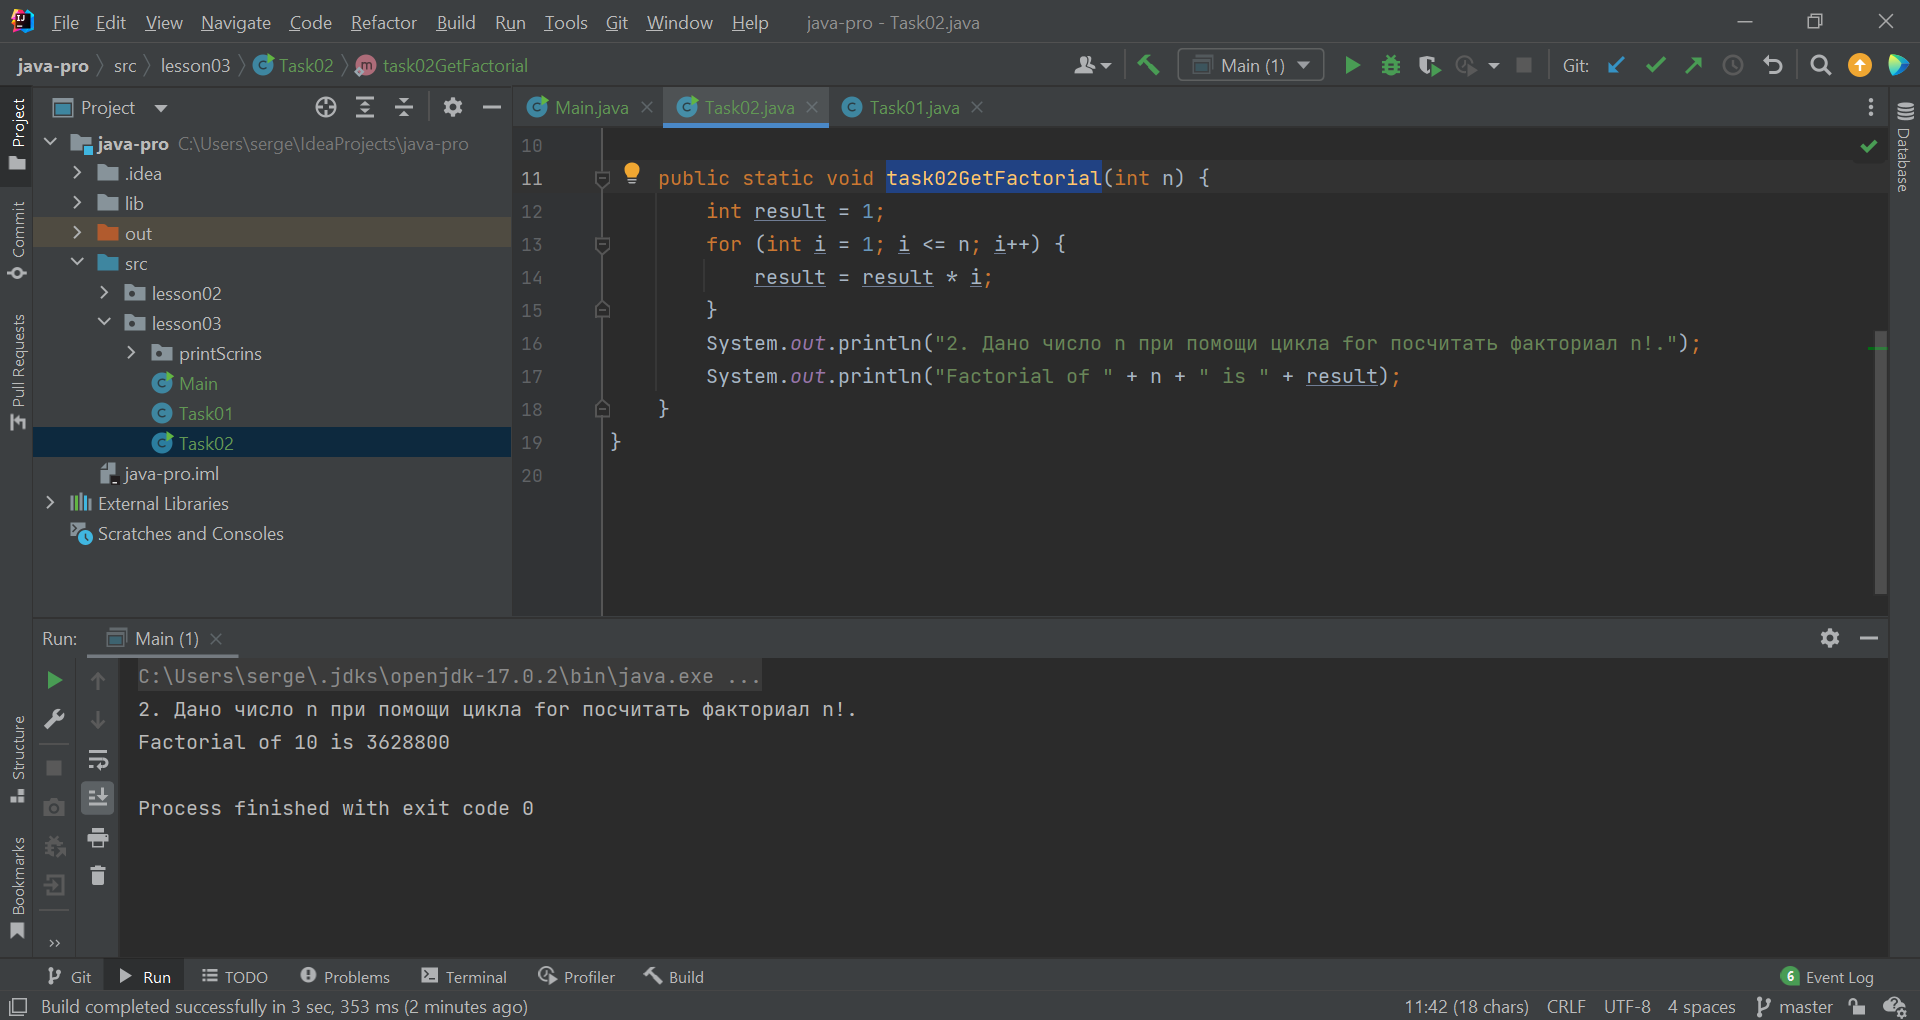 File Edit View Navigate Code Refactor Build Run Tools Git Window Help java-pro - Task02.java
java-pro src lesson03 Task02 task02GetFactorial Main (1) Git:
Project
Commit
Pull Requests
Structure
Bookmarks
Project
java-pro C:\Users\serge\IdeaProjects\java-pro
.idea
lib
out
src
lesson02
lesson03
printScrins
Main
Task01
Task02
java-pro.iml
External Libraries
Scratches and Consoles
Main.java Task02.java Task01.java
10
11 public static void task02GetFactorial(int n) {
12 int result = 1;
13 for (int i = 1; i <= n; i++) {
14 result = result * i;
15 }
16 System.out.println("2. Дано число n при помощи цикла for посчитать факториал n!.");
17 System.out.println("Factorial of " + n + " is " + result);
18 }
19 }
20
Database
Run: Main (1)
C:\Users\serge\.jdks\openjdk-17.0.2\bin\java.exe ...
2. Дано число n при помощи цикла for посчитать факториал n!.
Factorial of 10 is 3628800
Process finished with exit code 0
Git Run TODO Problems Terminal Profiler Build 6 Event Log
Build completed successfully in 3 sec, 353 ms (2 minutes ago) 11:42 (18 chars) CRLF UTF-8 4 spaces master